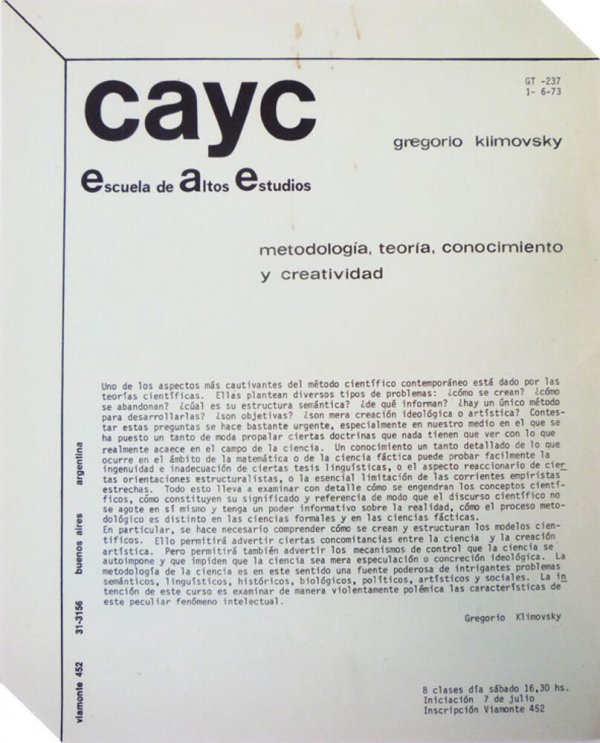 cayc
escuela de altos estudios
GT -237
1- 6-73
gregorio klimovsky
metodología, teoría, conocimiento
y creatividad
Uno de los aspectos más cautivantes del método científico contemporáneo está dado por las
teorías científicas. Ellas plantean diversos tipos de problemas: ¿cómo se crean? ¿cómo
se abandonan? ¿cúal es su estructura semántica? ¿de qué informan? ¿hay un único método
para desarrollarlas? ¿son objetivas? ¿son mera creación ideológica o artística? Contes-
tar estas preguntas se hace bastante urgente, especialmente en nuestro medio en el que se
ha puesto un tanto de moda propalar ciertas doctrinas que nada tienen que ver con lo que
realmente acaece en el campo de la ciencia. Un conocimiento un tanto detallado de lo que
ocurre en el ámbito de la matemática o de la ciencia fáctica puede probar facilmente la
ingenuidad e inadecuación de ciertas tesis linguísticas, o el aspecto reaccionario de cier
tas orientaciones estructuralistas, o la esencial limitación de las corrientes empiristas
estrechas. Todo esto lleva a examinar con detalle cómo se engendran los conceptos cientí-
ficos, cómo constituyen su significado y referencia de modo que el discurso científico no
se agote en sí mismo y tenga un poder informativo sobre la realidad, cómo el proceso meto-
dológico es distinto en las ciencias formales y en las ciencias fácticas.
En particular, se hace necesario comprender cómo se crean y estructuran los modelos cien-
tíficos. Ello permitirá advertir ciertas concomitancias entre la ciencia y la creación
artística. Pero permitirá también advertir los mecanismos de control que la ciencia se
autoimpone y que impiden que la ciencia sea mera especulación o concreción ideológica. La
metodología de la ciencia es en este sentido una fuente poderosa de intrigantes problemas
semánticos, linguísticos, históricos, biológicos, políticos, artísticos y sociales. La in
tención de este curso es examinar de manera violentamente polémica las características de
este peculiar fenómeno intelectual.
Gregorio Klimovsky
8 clases día sábado 16,30 hs.
Iniciación 7 de julio
Inscripción Viamonte 452
viamonte 452 31-3156 buenos aires argentina